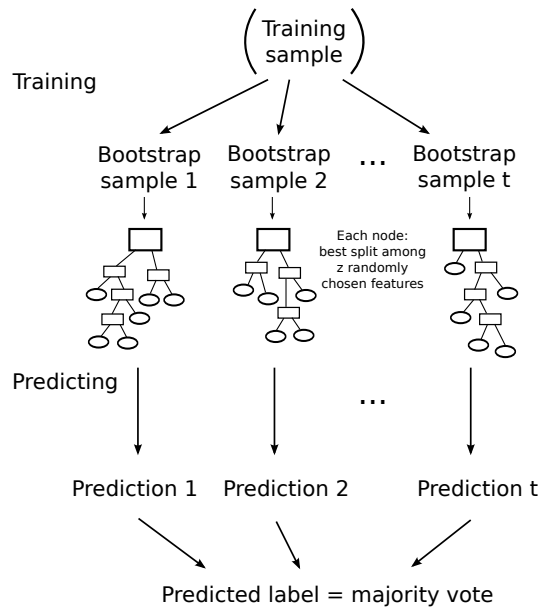 Training
sample
Training
Bootstrap
sample 1
Bootstrap
sample 2
...
Bootstrap
sample t
Each node:
best split among
z randomly
chosen features
Predicting
...
Prediction 1
Prediction 2
Prediction t
Predicted label = majority vote